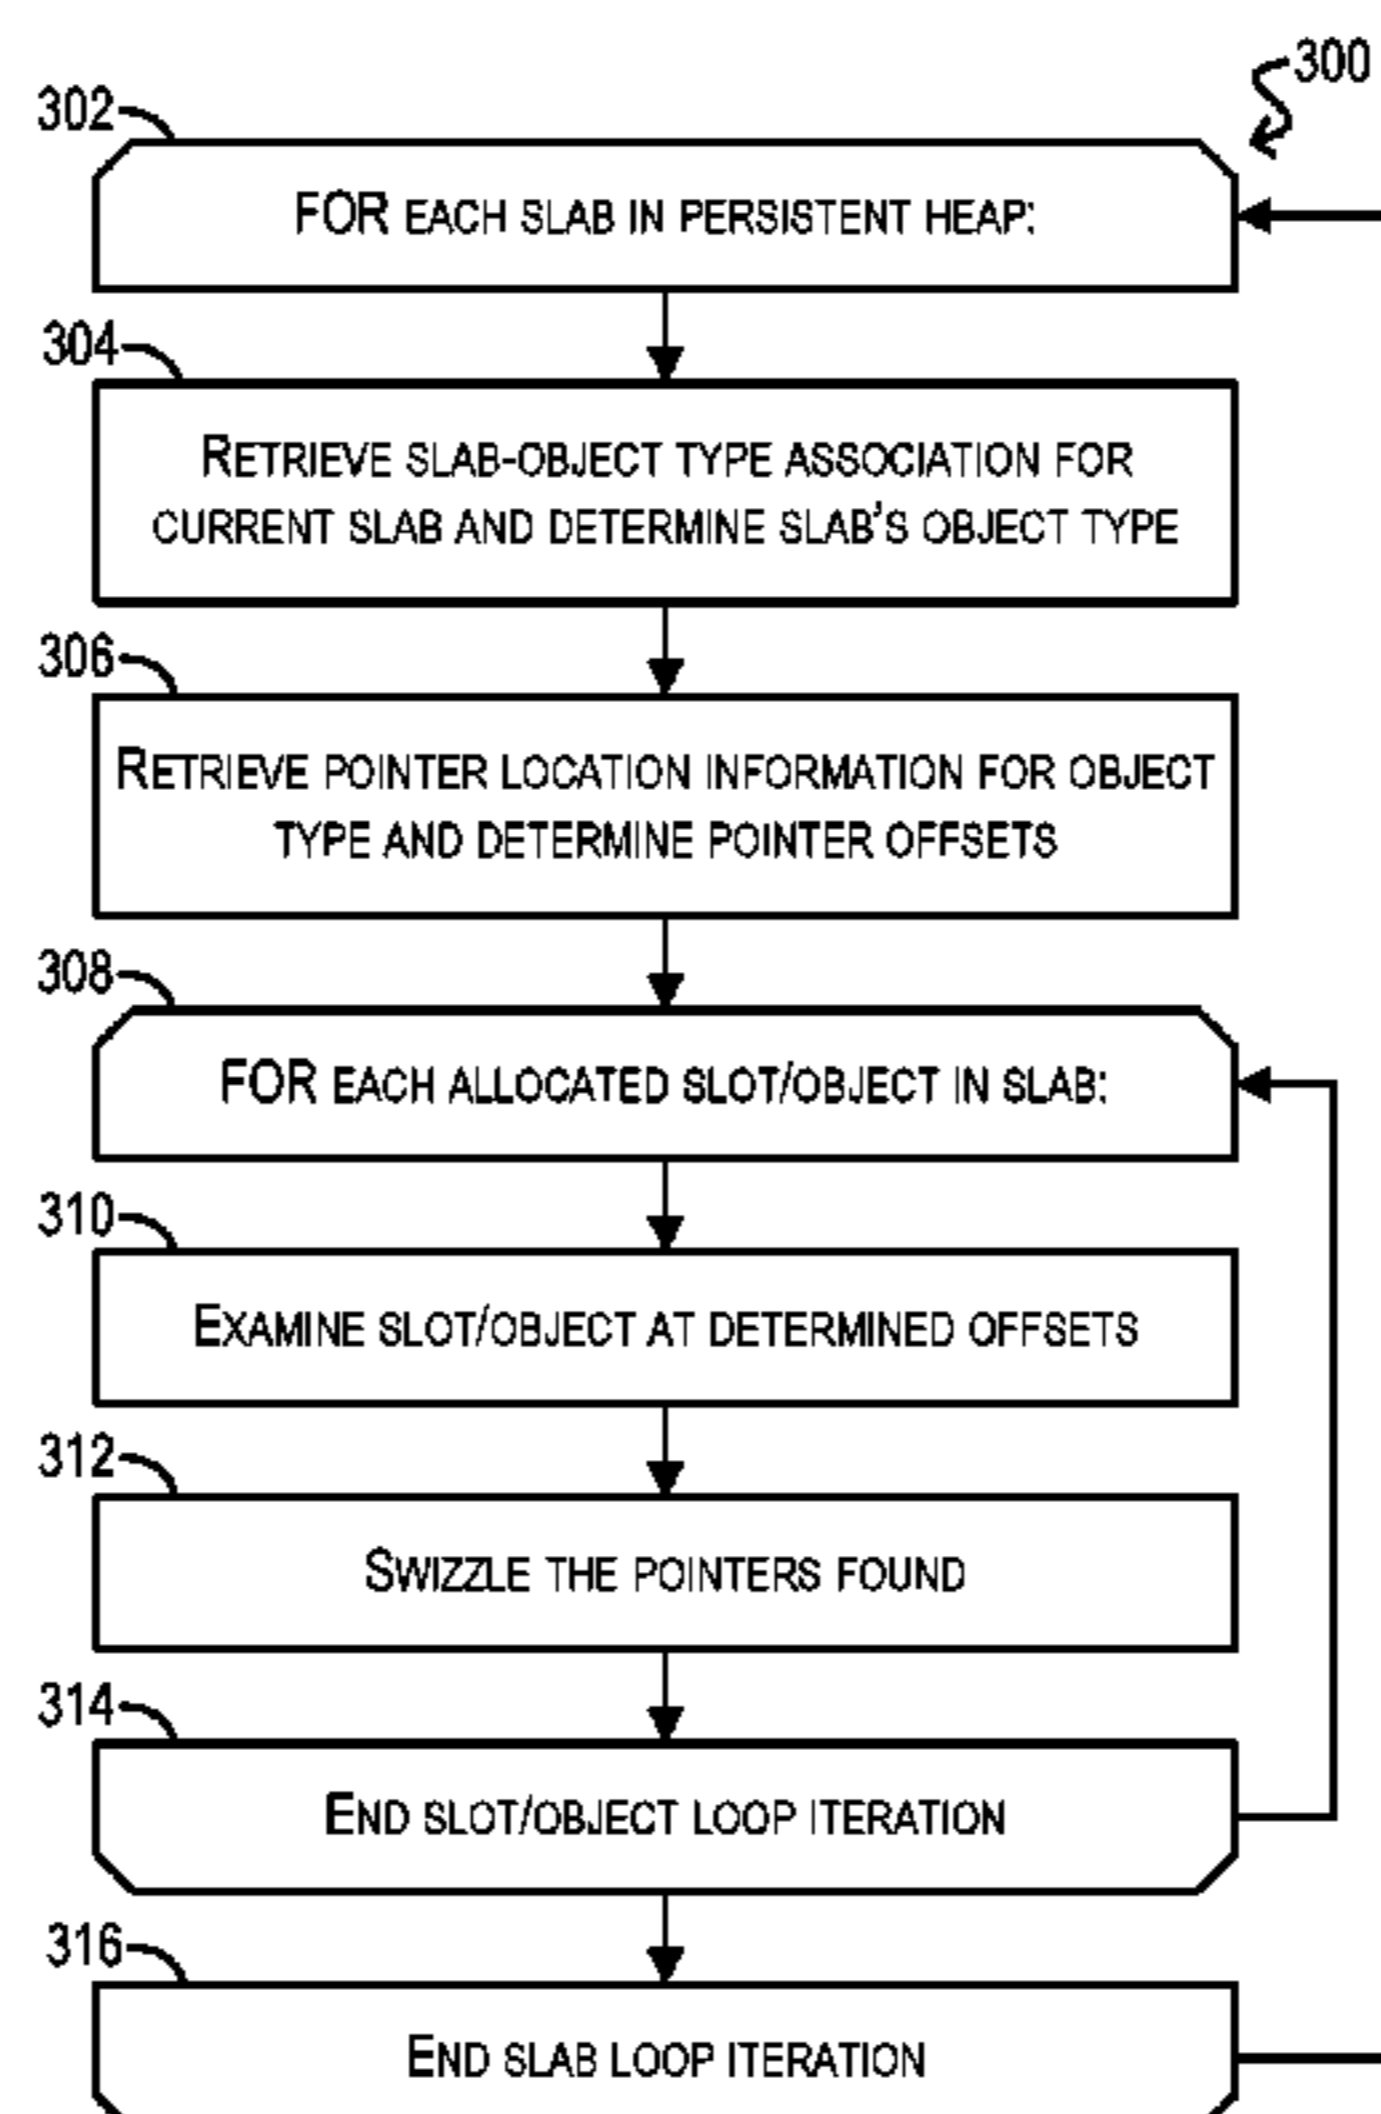 300
302
FOR EACH SLAB IN PERSISTENT HEAP:
304
RETRIEVE SLAB-OBJECT TYPE ASSOCIATION FOR
CURRENT SLAB AND DETERMINE SLAB'S OBJECT TYPE
306
RETRIEVE POINTER LOCATION INFORMATION FOR OBJECT
TYPE AND DETERMINE POINTER OFFSETS
308
FOR EACH ALLOCATED SLOT/OBJECT IN SLAB:
310
EXAMINE SLOT/OBJECT AT DETERMINED OFFSETS
312
SWIZZLE THE POINTERS FOUND
314
END SLOT/OBJECT LOOP ITERATION
316
END SLAB LOOP ITERATION